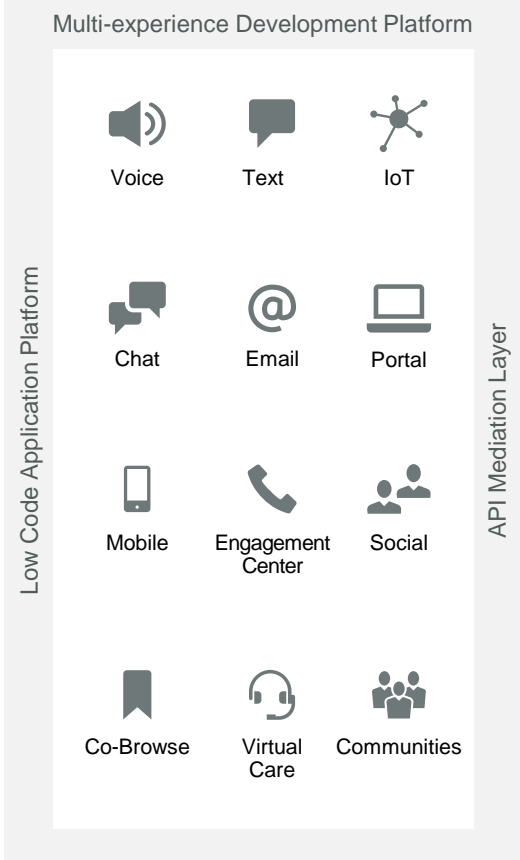 Multi-experience Development Platform
Low Code Application Platform
Voice
Text
IoT
Chat
Email
Portal
Mobile
Engagement
Center
Social
Co-Browse
Virtual
Care
Communities
API Mediation Layer